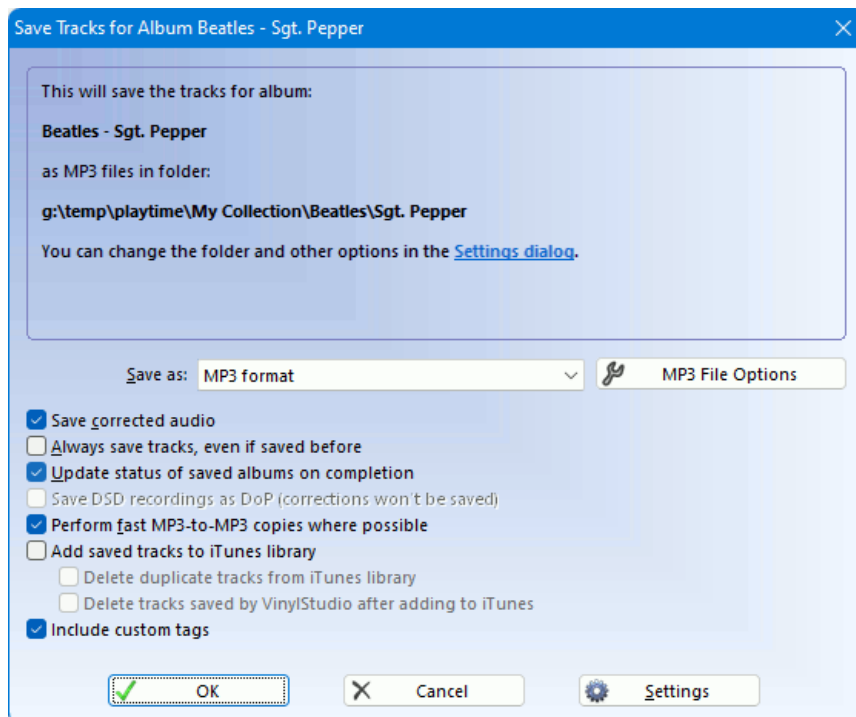 Save Tracks for Album Beatles - Sgt. Pepper
This will save the tracks for album:
Beatles - Sgt. Pepper
as MP3 files in folder:
g:\temp\playtime\My Collection\Beatles\Sgt. Pepper
You can change the folder and other options in the Settings dialog.
Save as: MP3 format MP3 File Options
Save corrected audio
Always save tracks, even if saved before
Update status of saved albums on completion
Save DSD recordings as DoP (corrections won't be saved)
Perform fast MP3-to-MP3 copies where possible
Add saved tracks to iTunes library
Delete duplicate tracks from iTunes library
Delete tracks saved by VinylStudio after adding to iTunes
Include custom tags
OK Cancel Settings